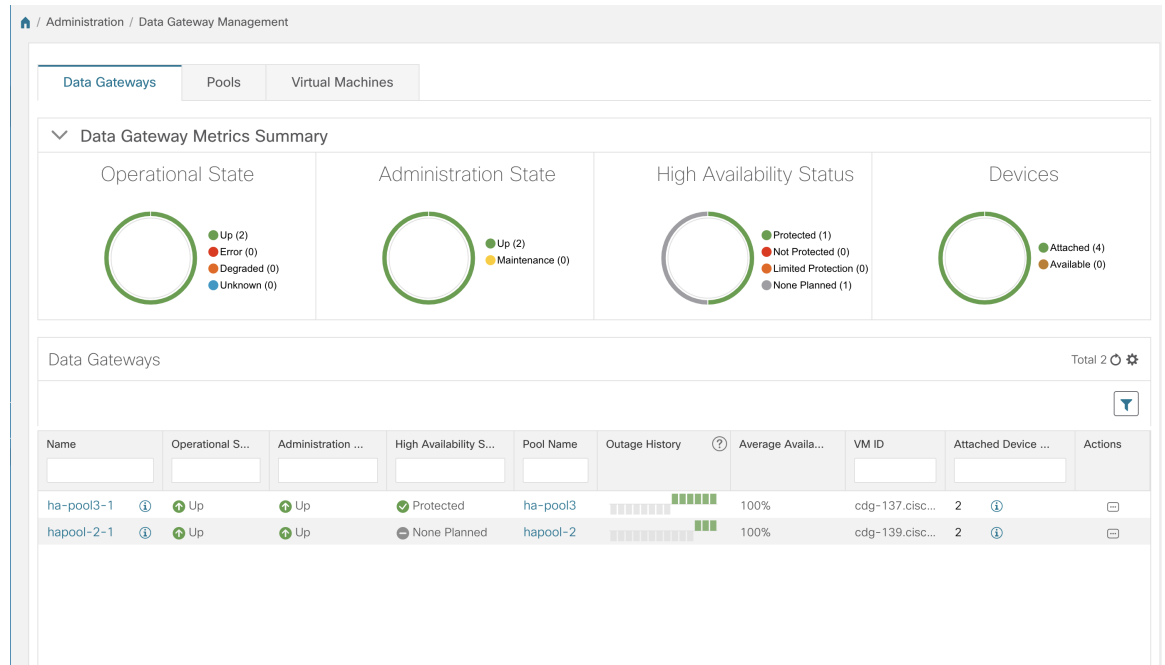 / Administration / Data Gateway Management
Data Gateways Pools Virtual Machines
Data Gateway Metrics Summary
Operational State Administration State High Availability Status Devices
Up (2)
Error (0)
Degraded (0)
Unknown (0)
Up (2)
Maintenance (0)
Protected (1)
Not Protected (0)
Limited Protection (0)
None Planned (1)
Attached (4)
Available (0)
Data Gateways Total 2
Name Operational S... Administration ... High Availability S... Pool Name Outage History ? Average Availa... VM ID Attached Device ... Actions
ha-pool3-1 i Up Up Protected ha-pool3 100% cdg-137.cisc... 2 i
hapool-2-1 i Up Up None Planned hapool-2 100% cdg-139.cisc... 2 i